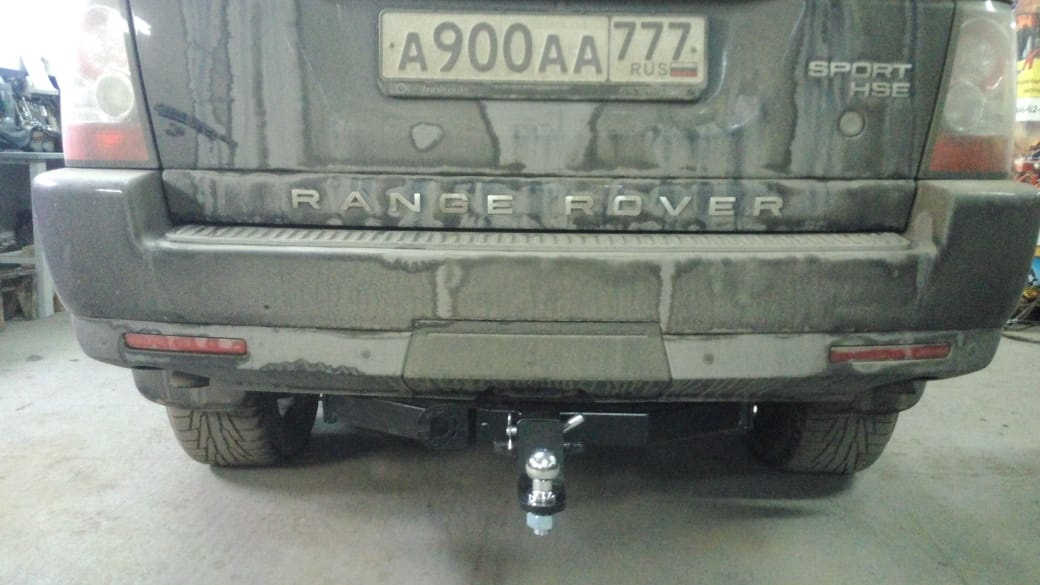 А900АА 777
RUS
SPORT
HSE
RANGE ROVER